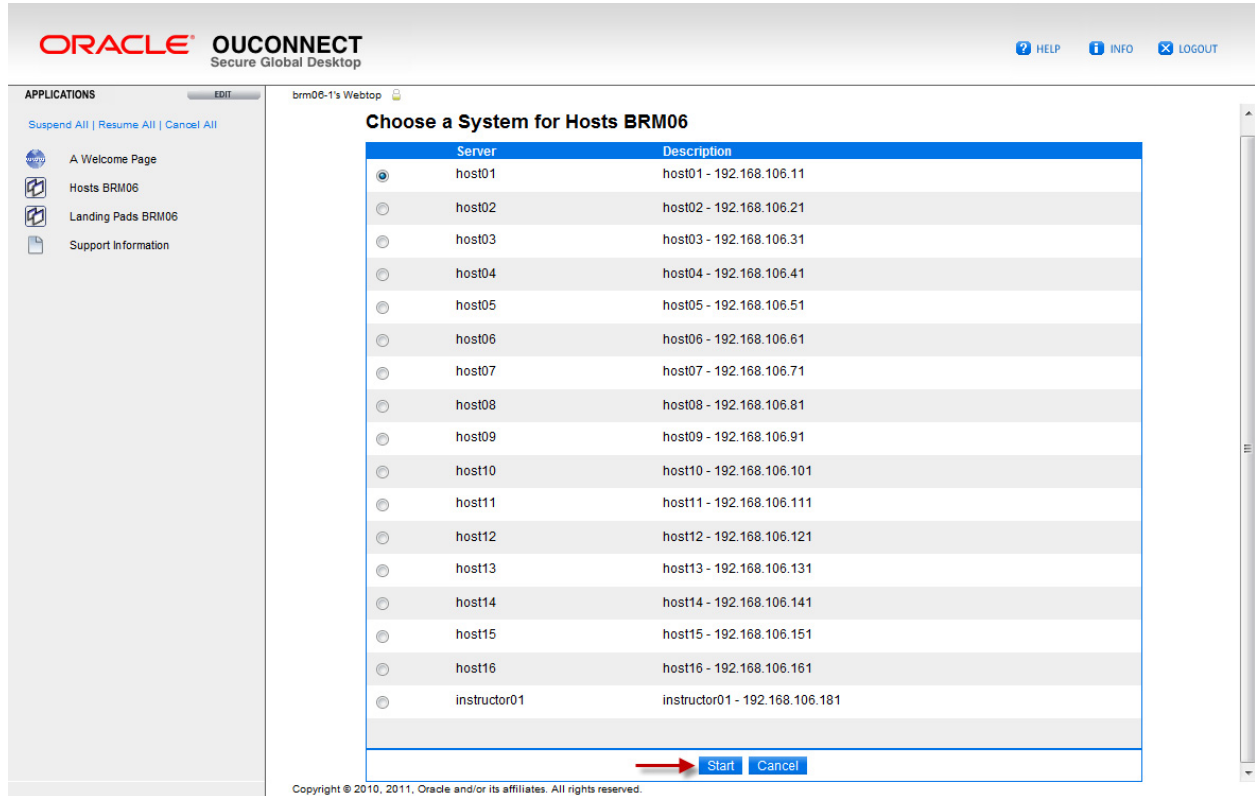 ORACLE® OUCONNECT
Secure Global Desktop
? HELP i INFO X LOGOUT
APPLICATIONS EDIT
brm06-1's Webtop
Suspend All | Resume All | Cancel All
A Welcome Page
Hosts BRM06
Landing Pads BRM06
Support Information
Choose a System for Hosts BRM06
Server Description
host01 host01 - 192.168.106.11
host02 host02 - 192.168.106.21
host03 host03 - 192.168.106.31
host04 host04 - 192.168.106.41
host05 host05 - 192.168.106.51
host06 host06 - 192.168.106.61
host07 host07 - 192.168.106.71
host08 host08 - 192.168.106.81
host09 host09 - 192.168.106.91
host10 host10 - 192.168.106.101
host11 host11 - 192.168.106.111
host12 host12 - 192.168.106.121
host13 host13 - 192.168.106.131
host14 host14 - 192.168.106.141
host15 host15 - 192.168.106.151
host16 host16 - 192.168.106.161
instructor01 instructor01 - 192.168.106.181
Start Cancel
Copyright © 2010, 2011, Oracle and/or its affiliates. All rights reserved.